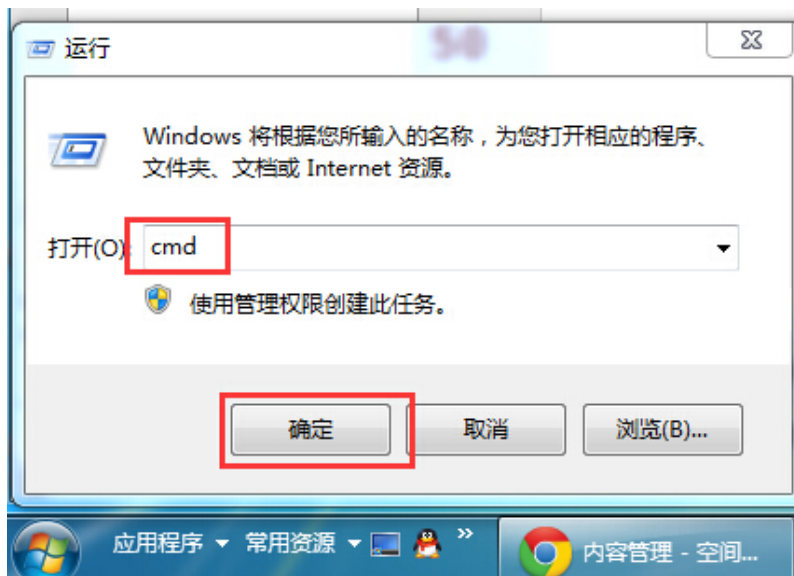 50
运行
Windows 将根据您所输入的名称，为您打开相应的程序、
文件夹、文档或 Internet 资源。
打开(O): cmd
使用管理权限创建此任务。
确定 取消 浏览(B)...
应用程序 常用资源 » 内容管理 - 空间...